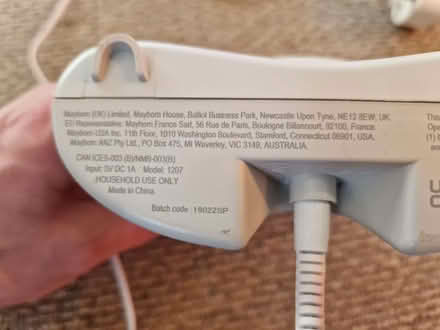 Mayborn (UK) Limited, Mayborn House, Balliol Business Park, Newcastle Upon Tyne, NE12 8EW, UK.
EU Representative: Mayborn France Sarl, 56 Rue de Paris, Boulogne Billancourt, 92100, France.
Mayborn USA Inc. 11th Floor, 1010 Washington Boulevard, Stamford, Connecticut 06901, USA.
Mayborn ANZ Pty Ltd., PO Box 475, Mt Waverley, VIC 3149, AUSTRALIA.
CAN ICES-003 (B)/NMB-003(B)
Input: 5V DC 1A Model: 1207
HOUSEHOLD USE ONLY
Made in China.
Batch code : 19022SP
This
Ope
(1)